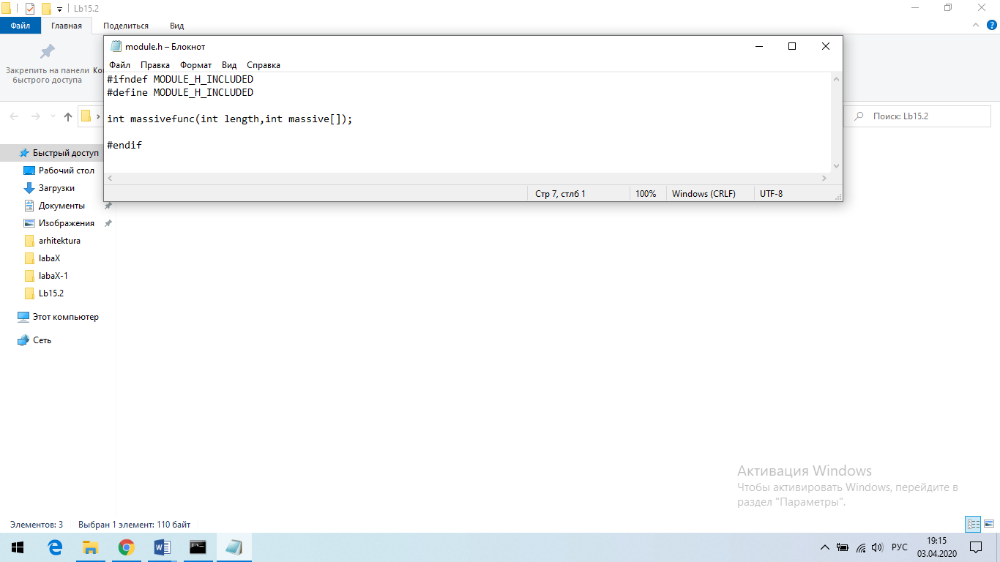 Lb15.2
Файл Главная Поделиться Вид
module.h – Блокнот
Файл Правка Формат Вид Справка
#ifndef MODULE_H_INCLUDED
#define MODULE_H_INCLUDED
int massivefunc(int length,int massive[]);
#endif
Стр 7, стлб 1 100% Windows (CRLF) UTF-8
Закрепить на панели
быстрого доступа
Поиск: Lb15.2
Быстрый доступ
Рабочий стол
Загрузки
Документы
Изображения
arhitektura
labaX
labaX-1
Lb15.2
Этот компьютер
Сеть
Активация Windows
Чтобы активировать Windows, перейдите в
раздел "Параметры".
Элементов: 3 Выбран 1 элемент: 110 байт
РУС
19:15
03.04.2020